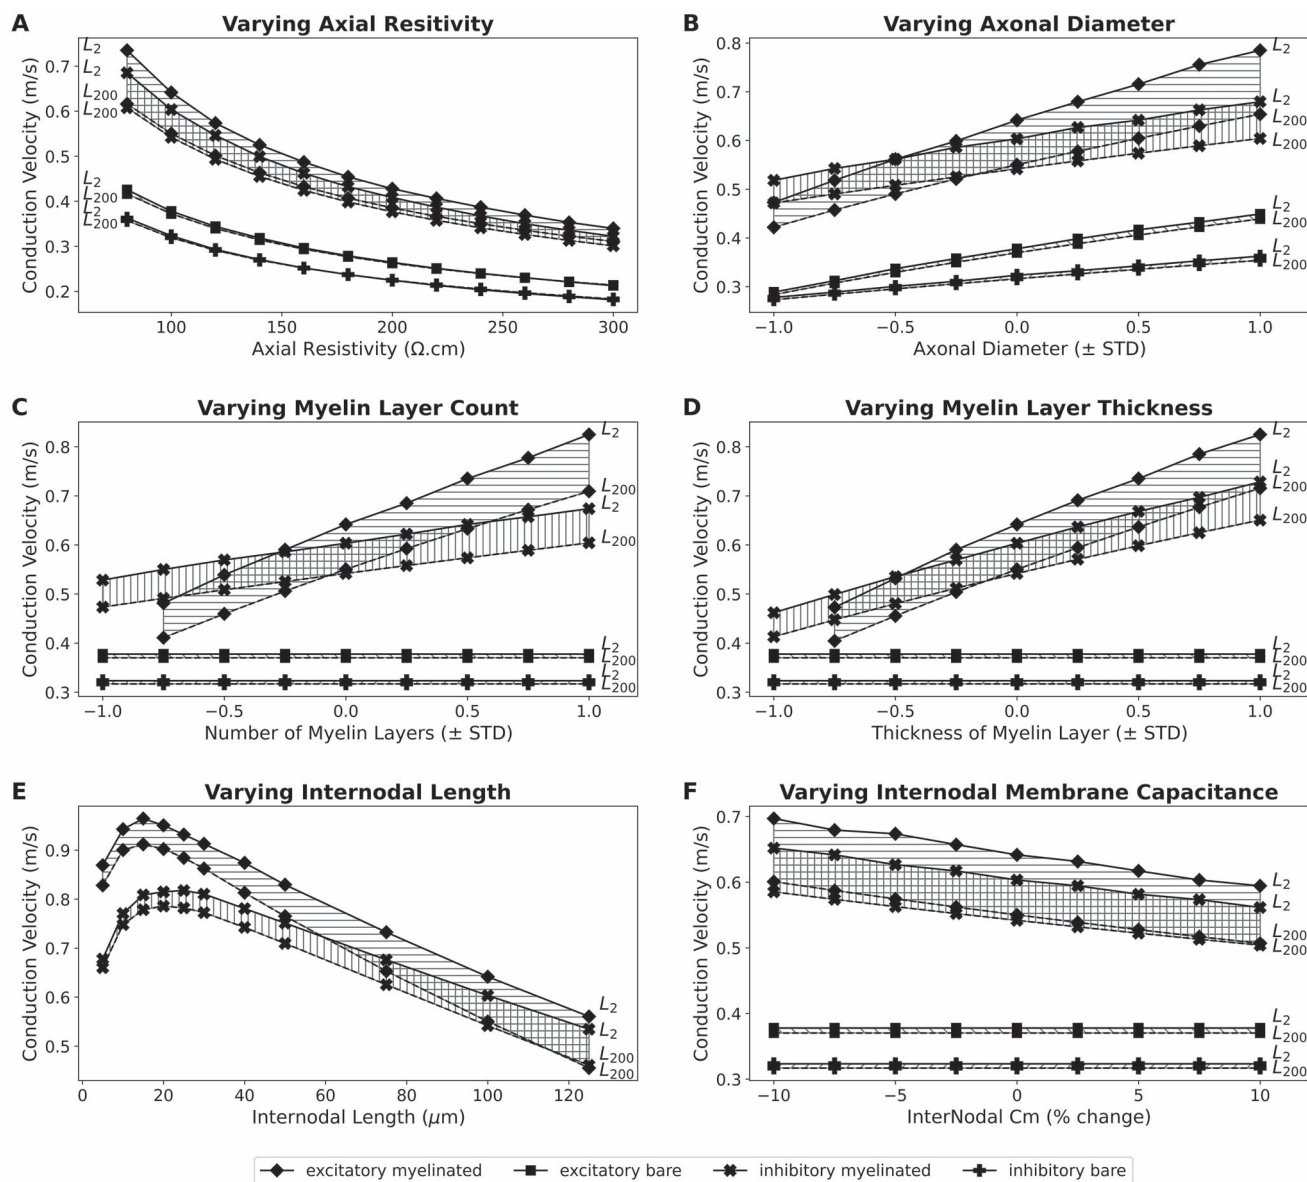 A
Varying Axial Resitivity
Conduction Velocity (m/s)
0.7
0.6
0.5
0.4
0.3
0.2
L2
L2
L200
L200
L2
L200
L2
L200
100
150
200
250
300
Axial Resistivity (Ω.cm)
B
Varying Axonal Diameter
Conduction Velocity (m/s)
0.8
0.7
0.6
0.5
0.4
0.3
L2
L2
L200
L200
L2
L200
L2
L200
−1.0
−0.5
0.0
0.5
1.0
Axonal Diameter (± STD)
C
Varying Myelin Layer Count
Conduction Velocity (m/s)
0.8
0.7
0.6
0.5
0.4
0.3
L2
L200
L2
L200
L2
L200
L2
L200
−1.0
−0.5
0.0
0.5
1.0
Number of Myelin Layers (± STD)
D
Varying Myelin Layer Thickness
Conduction Velocity (m/s)
0.8
0.7
0.6
0.5
0.4
0.3
L2
L2
L200
L200
L2
L200
L2
L200
−1.0
−0.5
0.0
0.5
1.0
Thickness of Myelin Layer (± STD)
E
Varying Internodal Length
Conduction Velocity (m/s)
0.9
0.8
0.7
0.6
0.5
L2
L2
L200
L200
0
20
40
60
80
100
120
Internodal Length (μm)
F
Varying Internodal Membrane Capacitance
Conduction Velocity (m/s)
0.7
0.6
0.5
0.4
0.3
L2
L2
L200
L200
L2
L200
L2
L200
−10
−5
0
5
10
InterNodal Cm (% change)
excitatory myelinated
excitatory bare
inhibitory myelinated
inhibitory bare